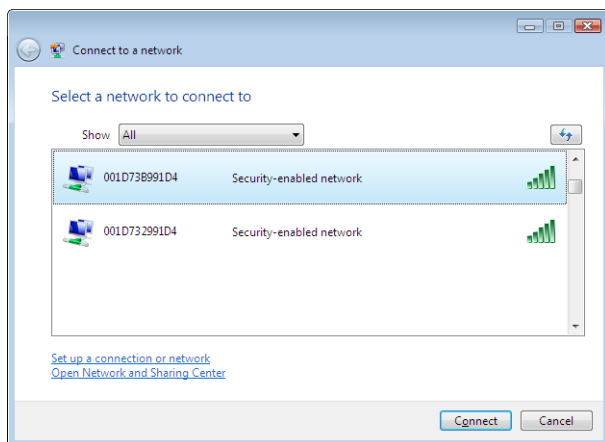 Connect to a network
Select a network to connect to
Show All
001D73B991D4 Security-enabled network
001D732991D4 Security-enabled network
Set up a connection or network
Open Network and Sharing Center
Connect Cancel